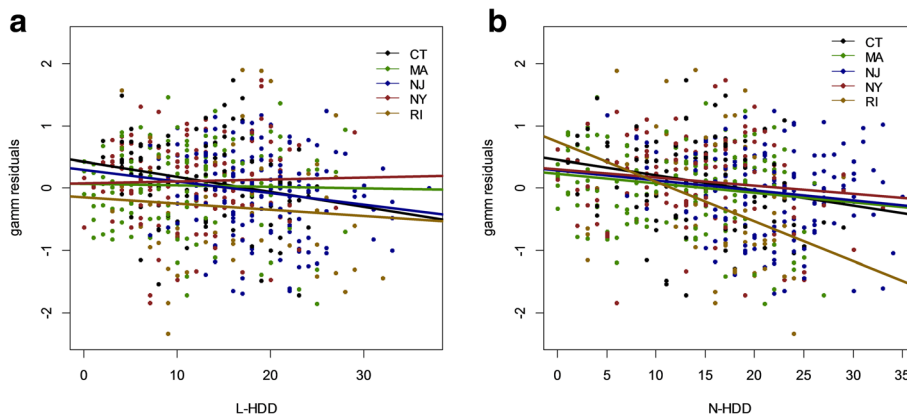 a
b
CT
MA
NJ
NY
RI
CT
MA
NJ
NY
RI
gamm residuals
gamm residuals
2
1
0
-1
-2
2
1
0
-1
-2
0 10 20 30
0 5 10 15 20 25 30 35
L-HDD
N-HDD